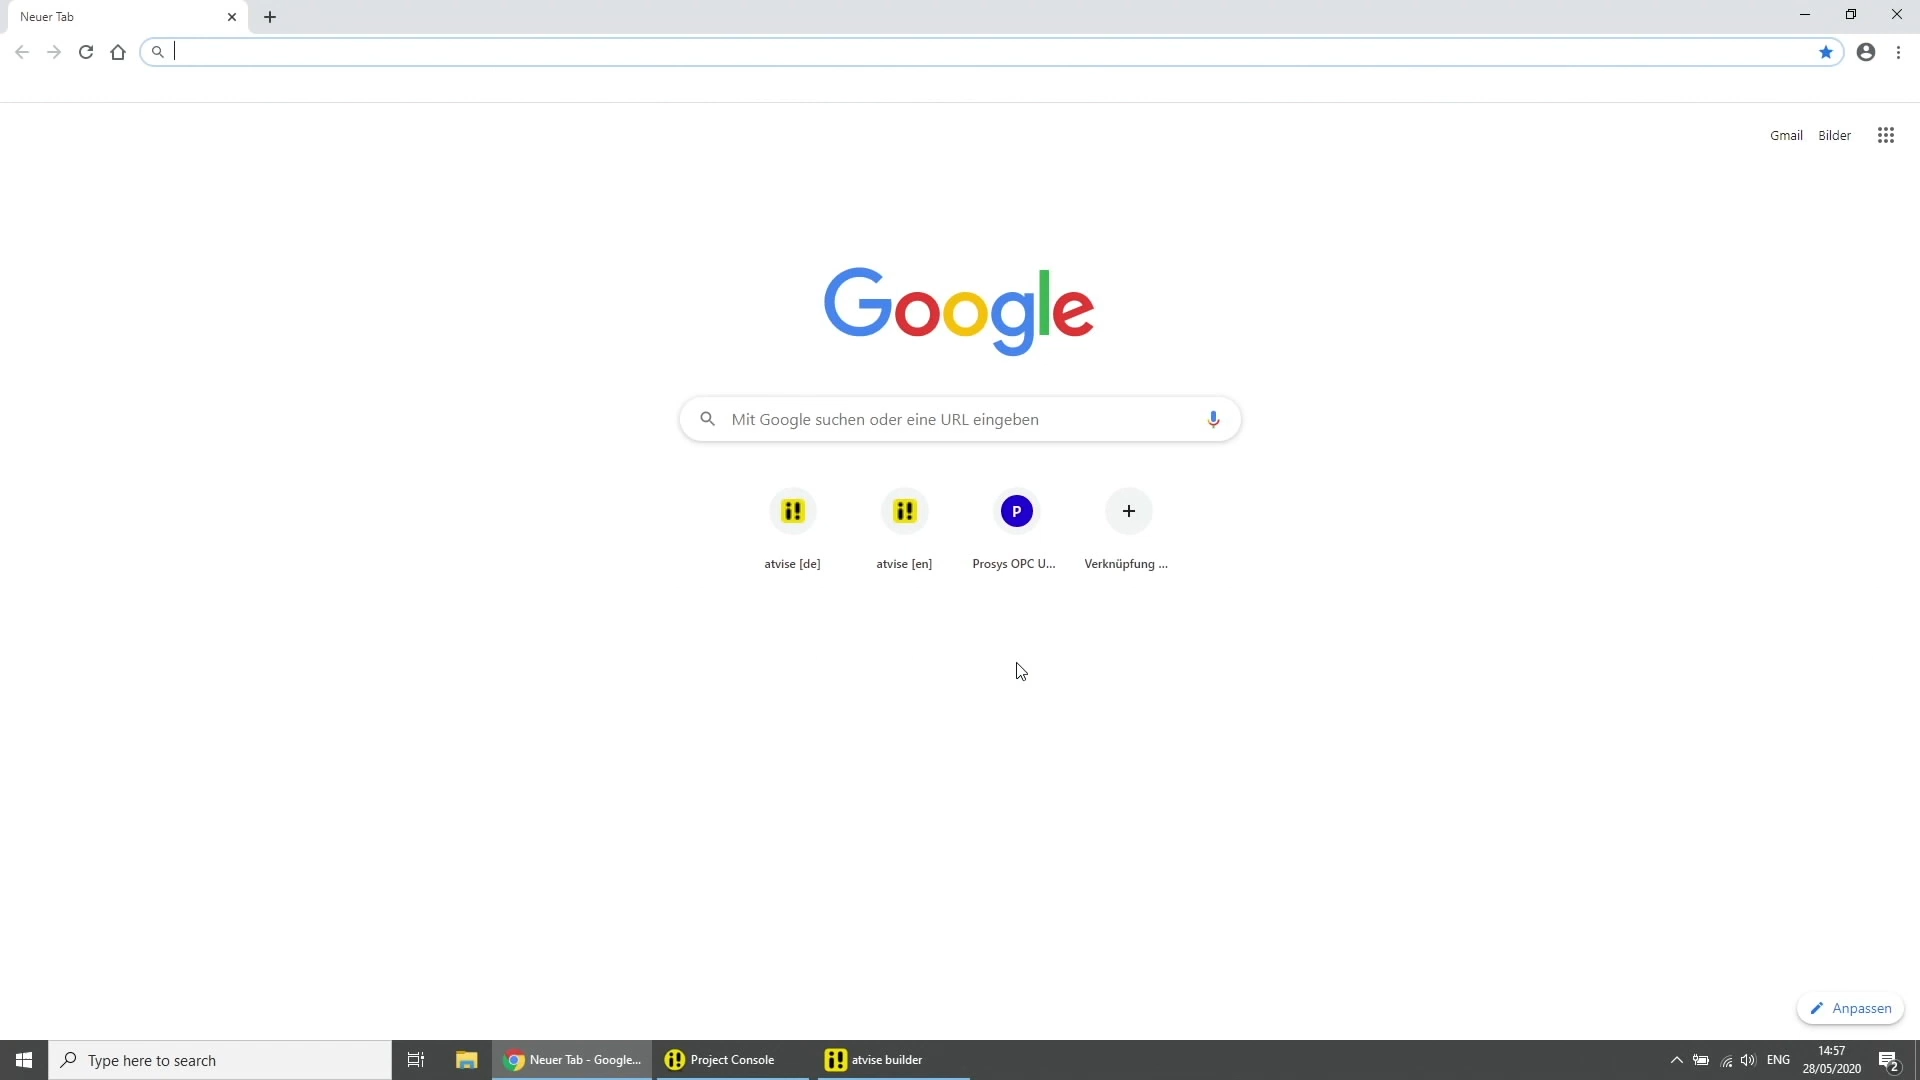 Neuer Tab
Gmail Bilder
Google
Mit Google suchen oder eine URL eingeben
P
atvise [de] atvise [en] Prosys OPC U... Verknüpfung ...
Anpassen
Type here to search Neuer Tab - Google... Project Console atvise builder ENG 14:57
28/05/2020 2